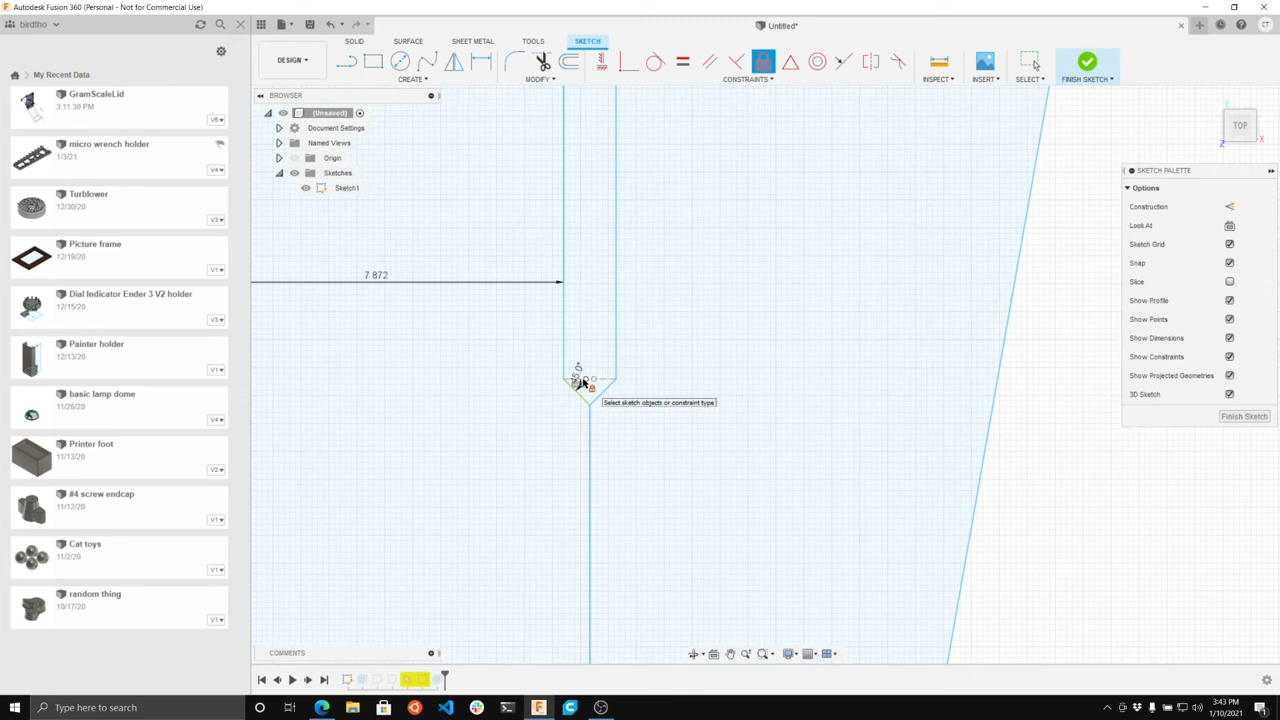 Autodesk Fusion 360 (Personal - Not for Commercial Use)
birdtho
Untitled*
CT
My Recent Data
GramScaleLid
3:11:30 PM
V6
micro wrench holder
1/3/21
V4
Turblower
12/30/20
V3
Picture frame
12/19/20
V1
Dial Indicator Ender 3 V2 holder
12/15/20
V3
Painter holder
12/13/20
V1
basic lamp dome
11/26/20
V4
Printer foot
11/13/20
V2
#4 screw endcap
11/12/20
V1
Cat toys
11/2/20
V1
random thing
10/17/20
V1
DESIGN
SOLID SURFACE SHEET METAL TOOLS SKETCH
CREATE MODIFY CONSTRAINTS INSPECT INSERT SELECT FINISH SKETCH
BROWSER
(Unsaved)
Document Settings
Named Views
Origin
Sketches
Sketch1
7.872
Select sketch objects or constraint type
TOP
Y
X
Z
SKETCH PALETTE
Options
Construction
Look At
Sketch Grid
Snap
Slice
Show Profile
Show Points
Show Dimensions
Show Constraints
Show Projected Geometries
3D Sketch
Finish Sketch
COMMENTS
Type here to search
3:43 PM
1/10/2021